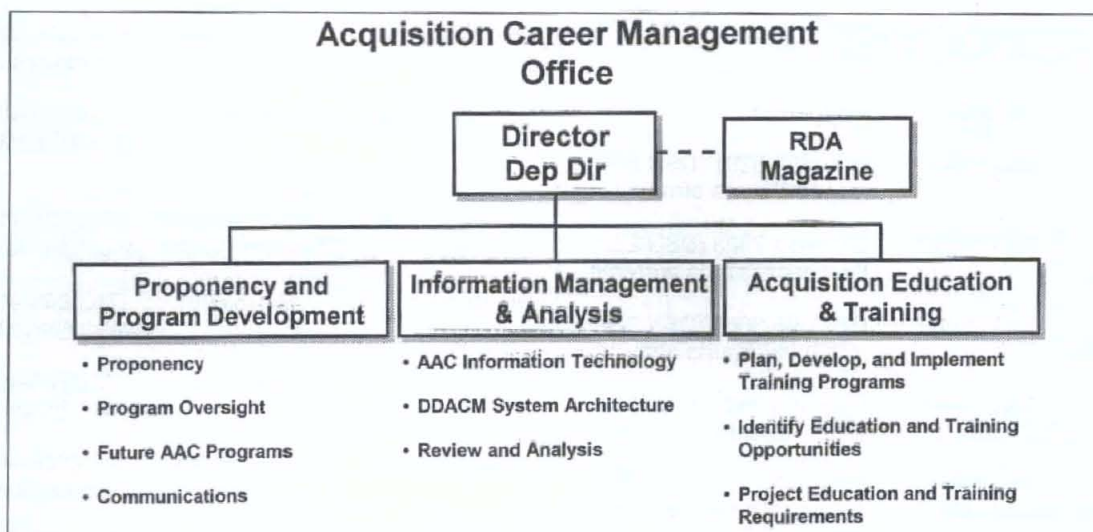 Acquisition Career Management
Office
Director
Dep Dir
RDA
Magazine
Proponency and
Program Development
• Proponency
• Program Oversight
• Future AAC Programs
• Communications
Information Management
& Analysis
• AAC Information Technology
• DDACM System Architecture
• Review and Analysis
Acquisition Education
& Training
• Plan, Develop, and Implement
Training Programs
• Identify Education and Training
Opportunities
• Project Education and Training
Requirements